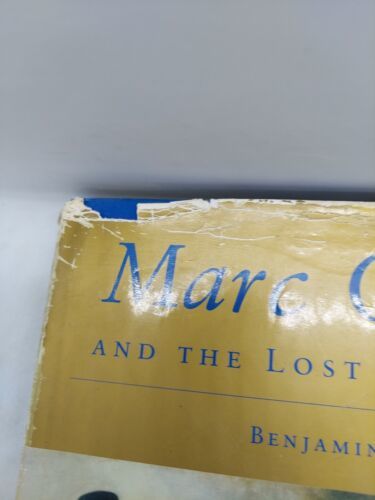 Marc
AND THE LOST
BENJAMIN